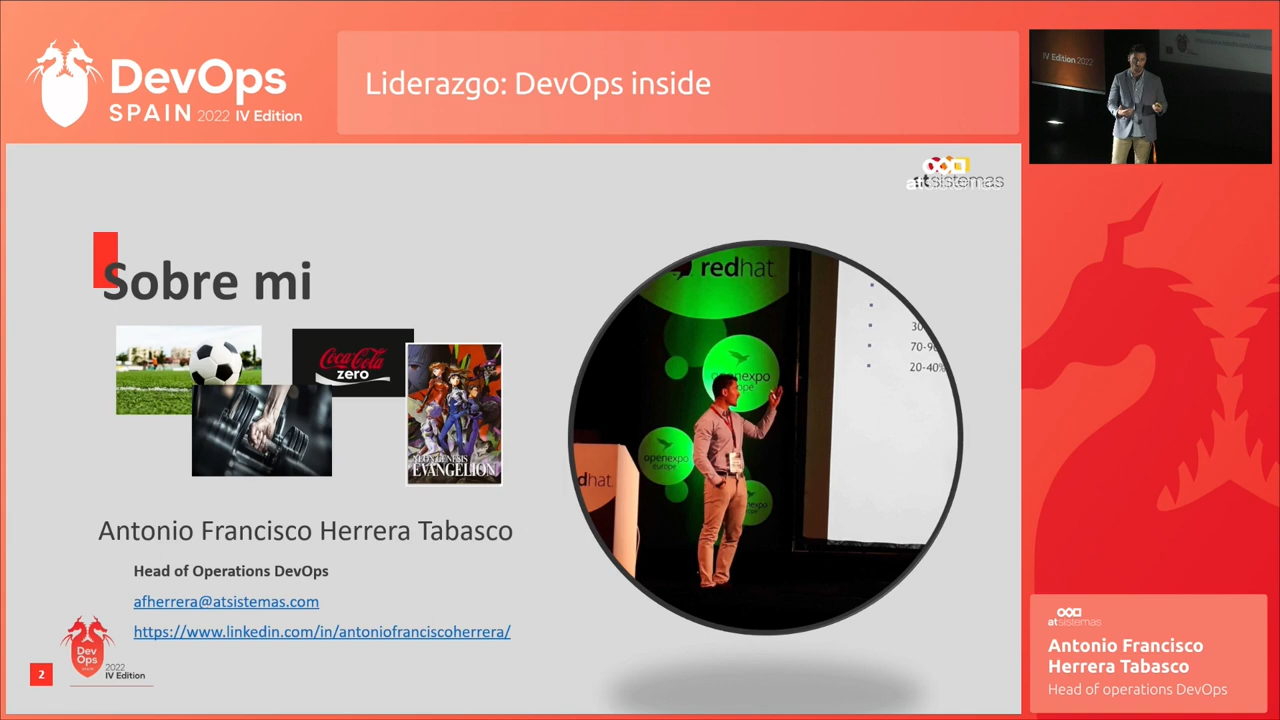 DevOps
SPAIN 2022 IV Edition
Liderazgo: DevOps inside
IV Edition 2022
atsistemas
Sobre mi
Coca-Cola
zero
NEON GENESIS
EVANGELION
redhat
openexpo
europe
openexpo
europe
dhat
30
70-90
20-40%
Antonio Francisco Herrera Tabasco
Head of Operations DevOps
afherrera@atsistemas.com
https://www.linkedin.com/in/antoniofranciscoherrera/
Dev
Ops
2022
IV Edition
2
atsistemas
Antonio Francisco
Herrera Tabasco
Head of operations DevOps